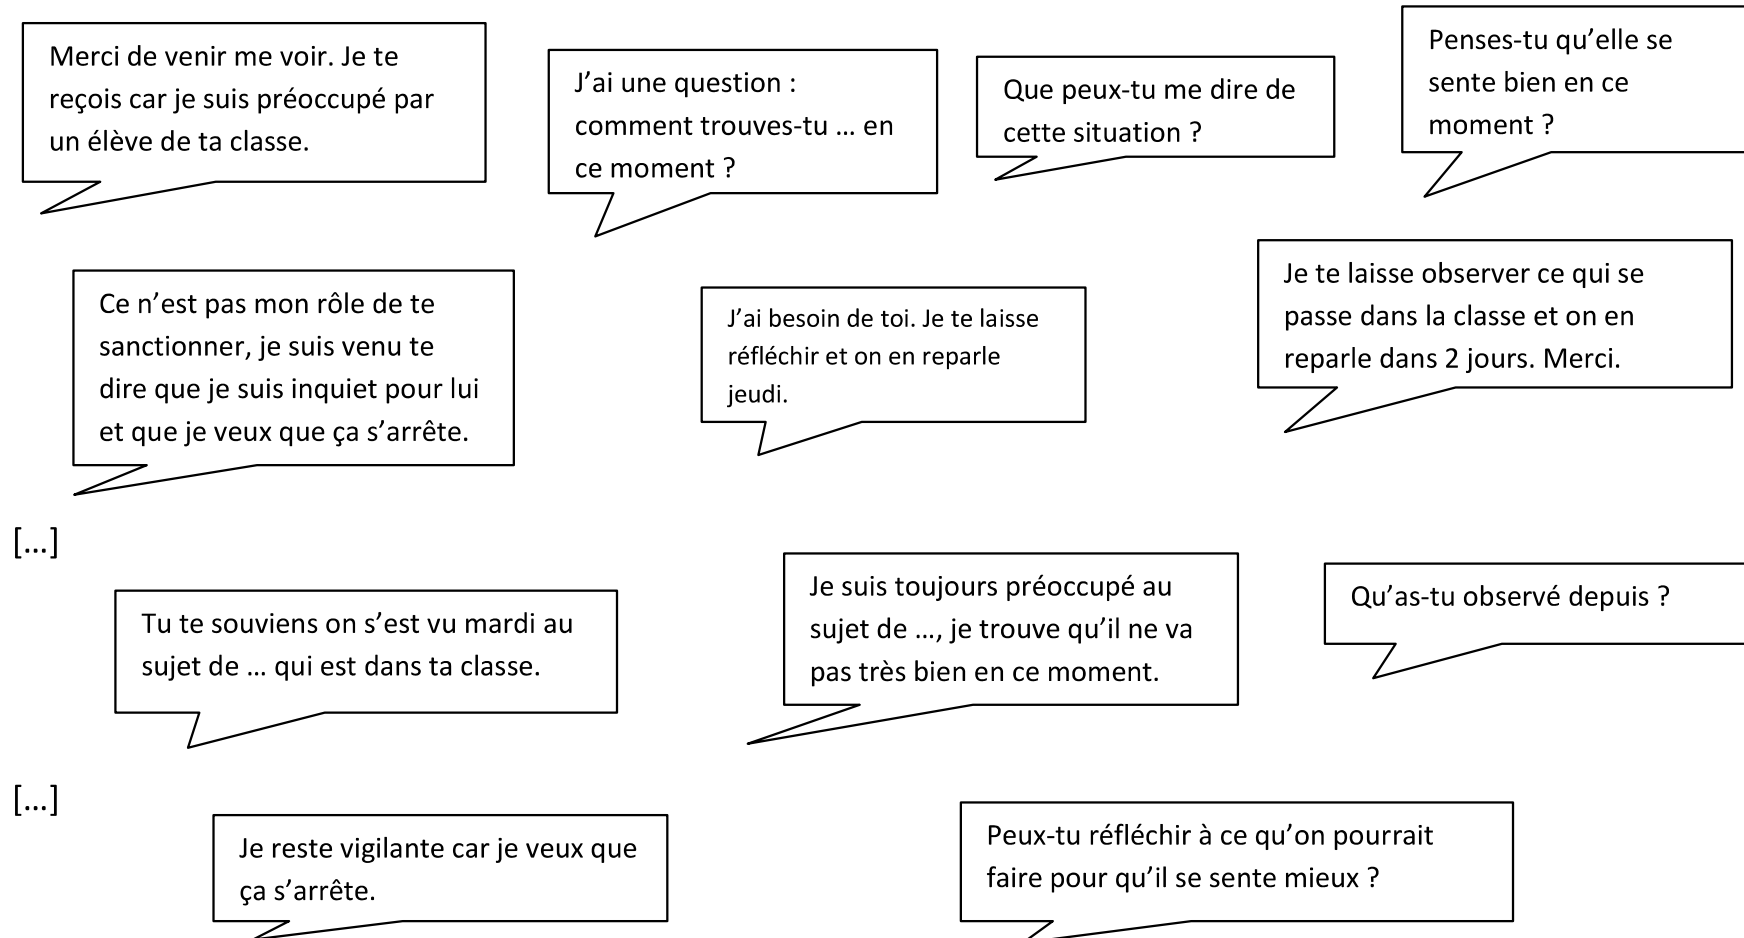 Merci de venir me voir. Je te
reçois car je suis préoccupé par
un élève de ta classe.
J’ai une question :
comment trouves-tu … en
ce moment ?
Que peux-tu me dire de
cette situation ?
Penses-tu qu’elle se
sente bien en ce
moment ?
Ce n’est pas mon rôle de te
sanctionner, je suis venu te
dire que je suis inquiet pour lui
et que je veux que ça s’arrête.
J’ai besoin de toi. Je te laisse
réfléchir et on en reparle
jeudi.
Je te laisse observer ce qui se
passe dans la classe et on en
reparle dans 2 jours. Merci.
[…]
Tu te souviens on s’est vu mardi au
sujet de … qui est dans ta classe.
Je suis toujours préoccupé au
sujet de …, je trouve qu’il ne va
pas très bien en ce moment.
Qu’as-tu observé depuis ?
[…]
Je reste vigilante car je veux que
ça s’arrête.
Peux-tu réfléchir à ce qu’on pourrait
faire pour qu’il se sente mieux ?